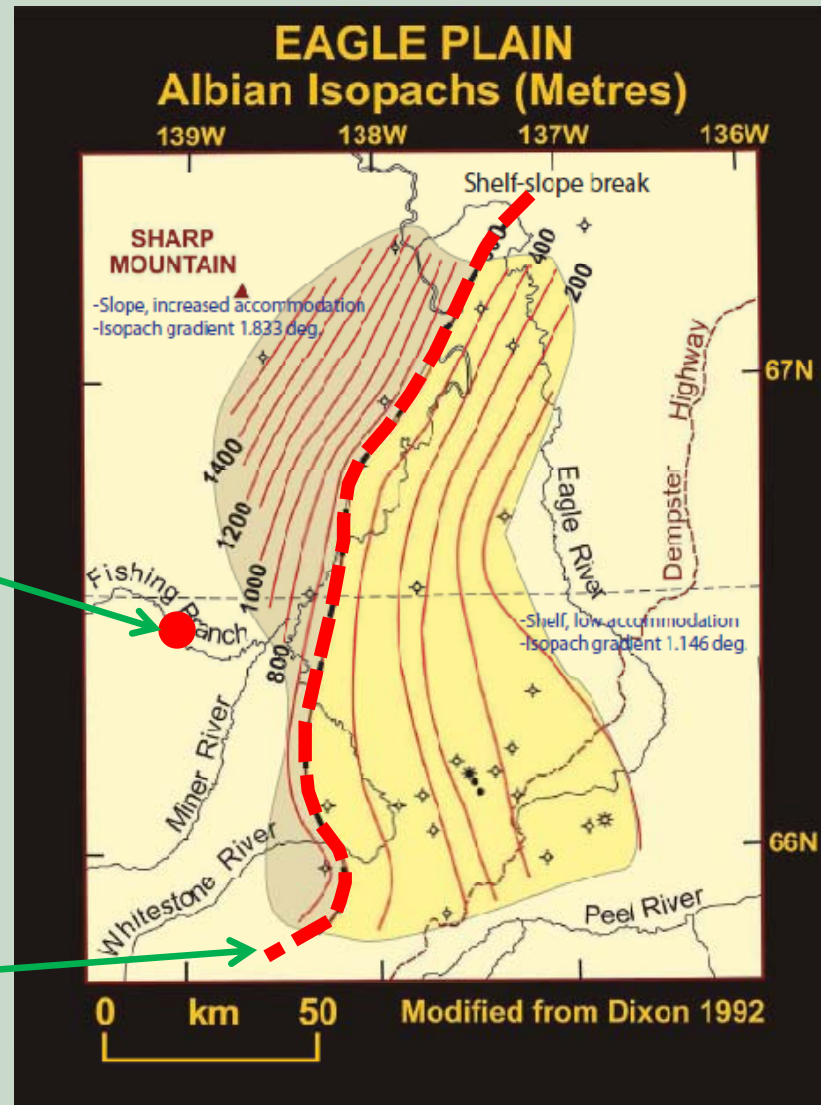 EAGLE PLAIN
Albian Isopachs (Metres)
139W 138W 137W 136W
Shelf-slope break
SHARP
MOUNTAIN
400
200
-Slope, increased accommodation
-Isopach gradient 1.833 deg.
Highway
67N
1400
1200
1000
800
Eagle River
Dempster
Fishing Branch
-Shelf, low accommodation
-Isopach gradient 1.146 deg.
Miner River
Whitestone River
66N
Peel River
0 km 50
Modified from Dixon 1992